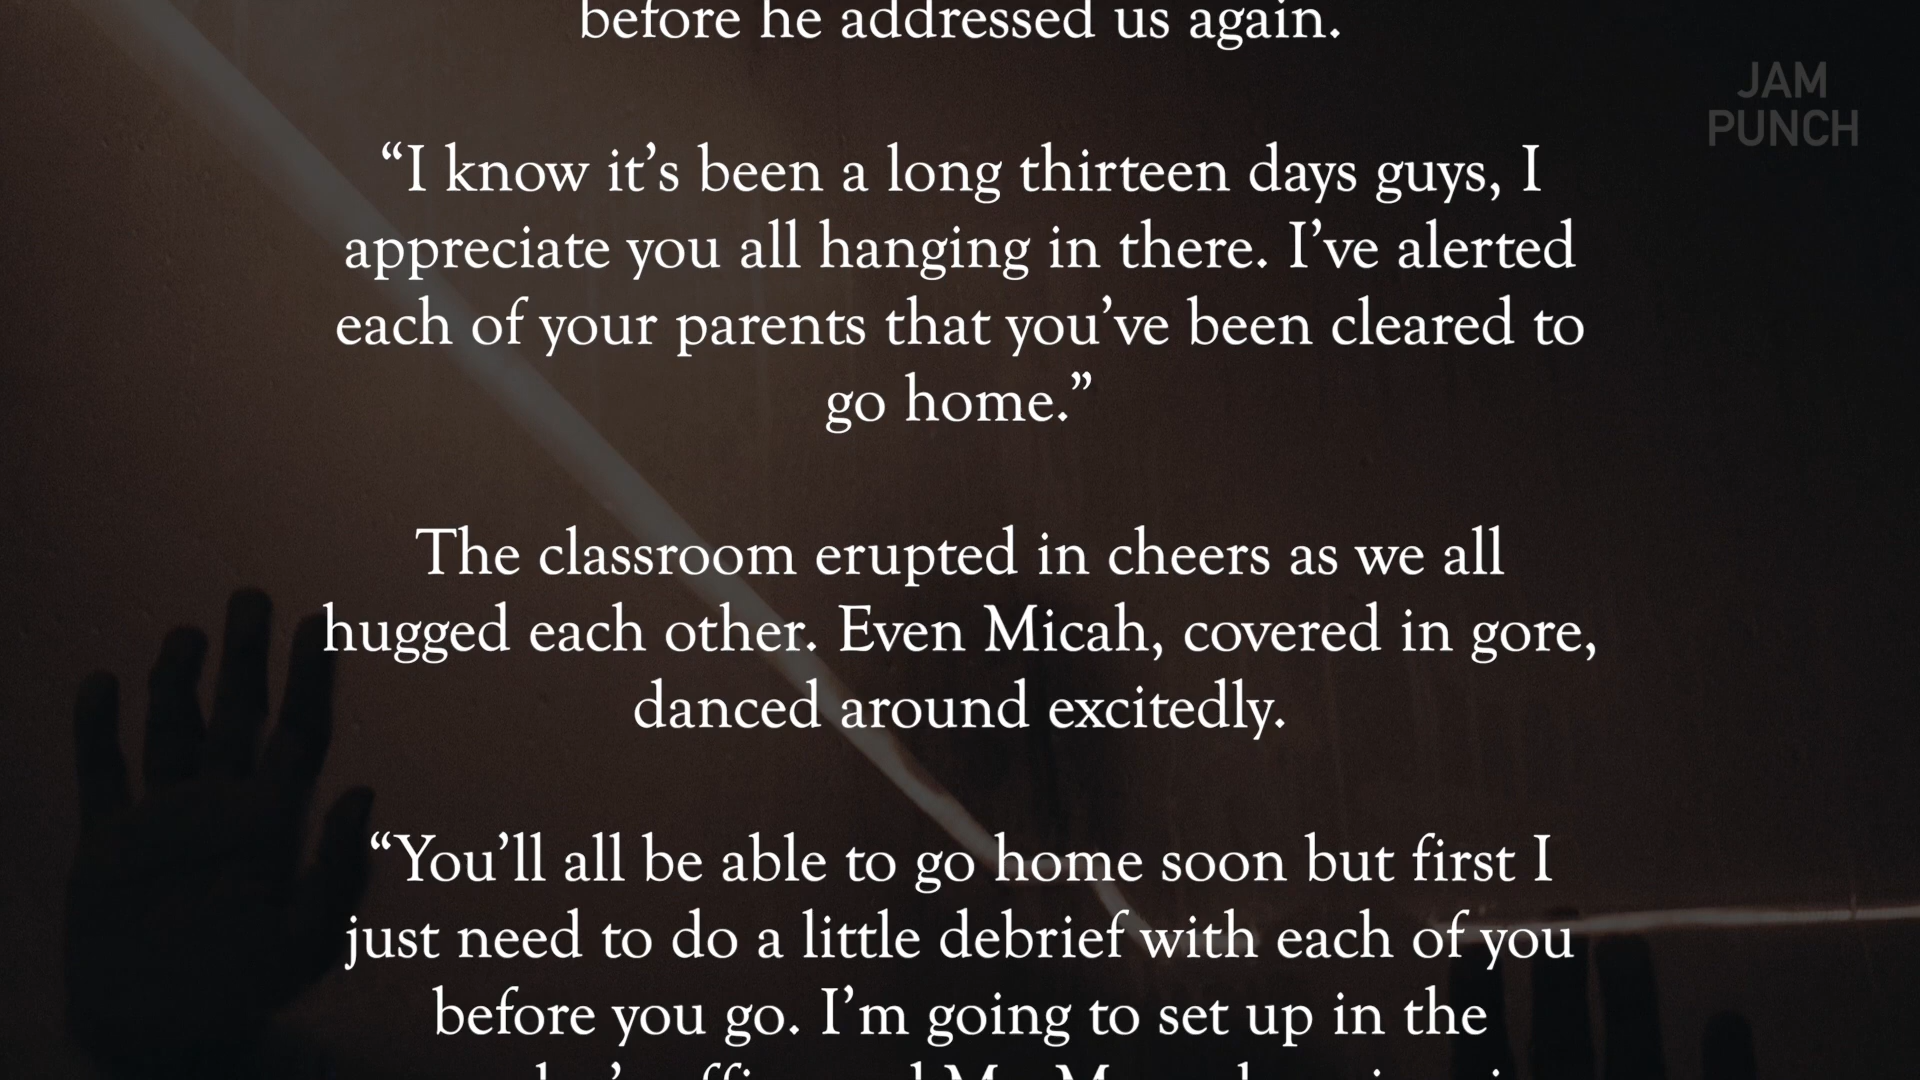 before he addressed us again.
JAM
PUNCH
“I know it’s been a long thirteen days guys, I
appreciate you all hanging in there. I’ve alerted
each of your parents that you’ve been cleared to
go home.”
The classroom erupted in cheers as we all
hugged each other. Even Micah, covered in gore,
danced around excitedly.
“You’ll all be able to go home soon but first I
just need to do a little debrief with each of you
before you go. I’m going to set up in the